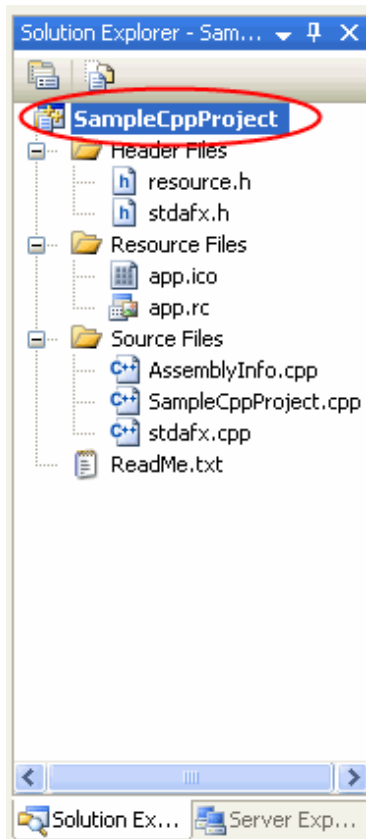 Solution Explorer - Sam...
SampleCppProject
Header Files
resource.h
stdafx.h
Resource Files
app.ico
app.rc
Source Files
AssemblyInfo.cpp
SampleCppProject.cpp
stdafx.cpp
ReadMe.txt
Solution Ex... Server Exp...